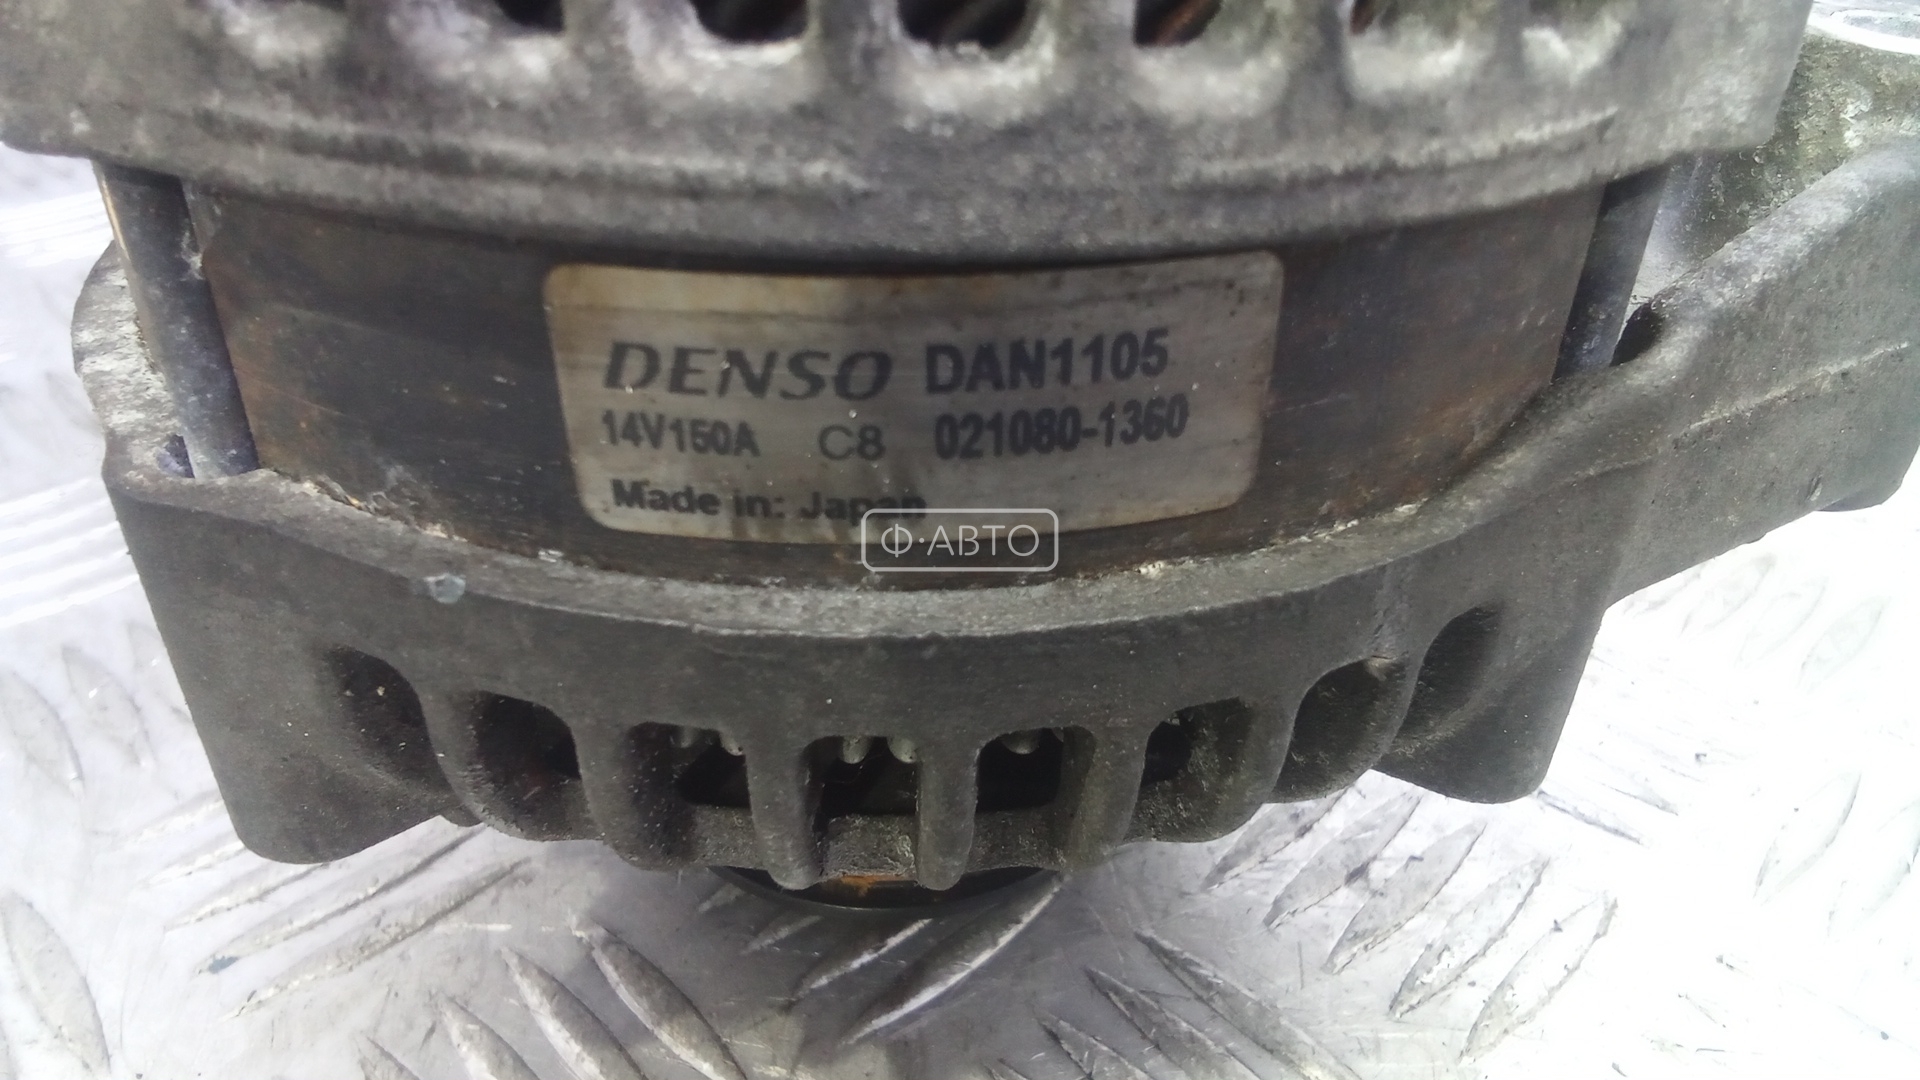 DENSO DAN1105
14V150A C8 021080-1360
Made in: Japan
Ф·АВТО